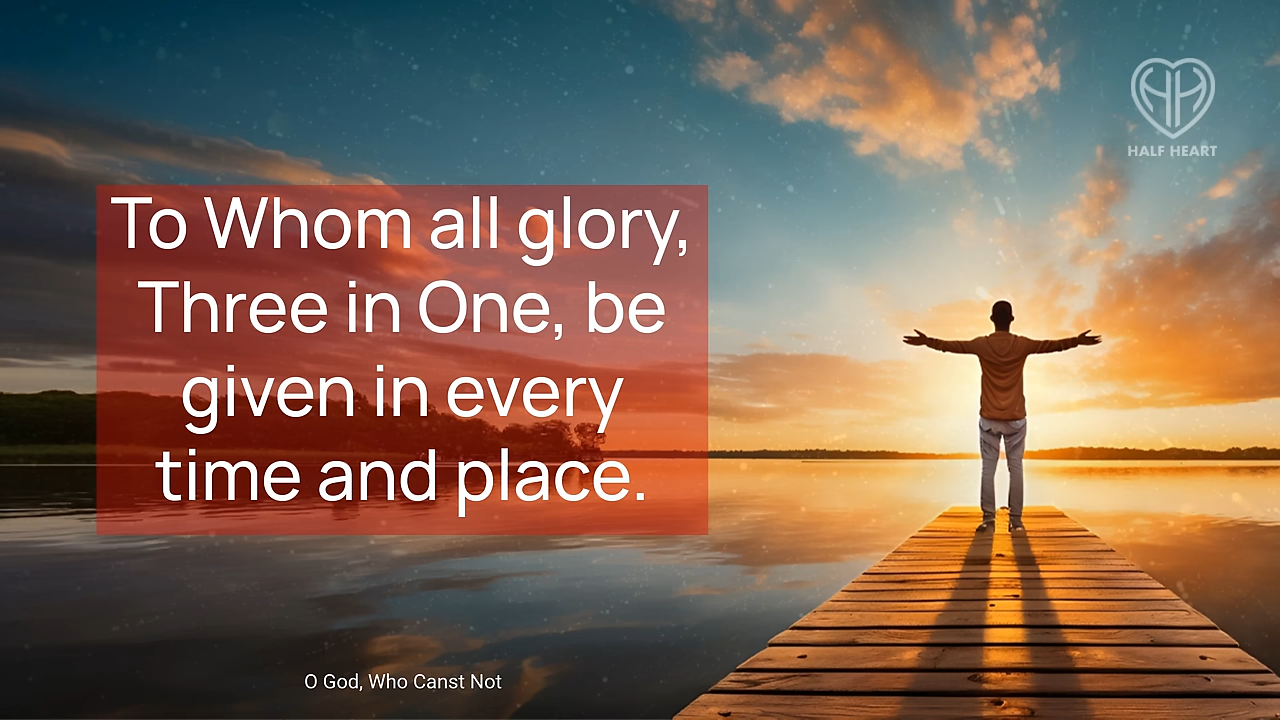 HALF HEART
To Whom all glory,
Three in One, be
given in every
time and place.
O God, Who Canst Not